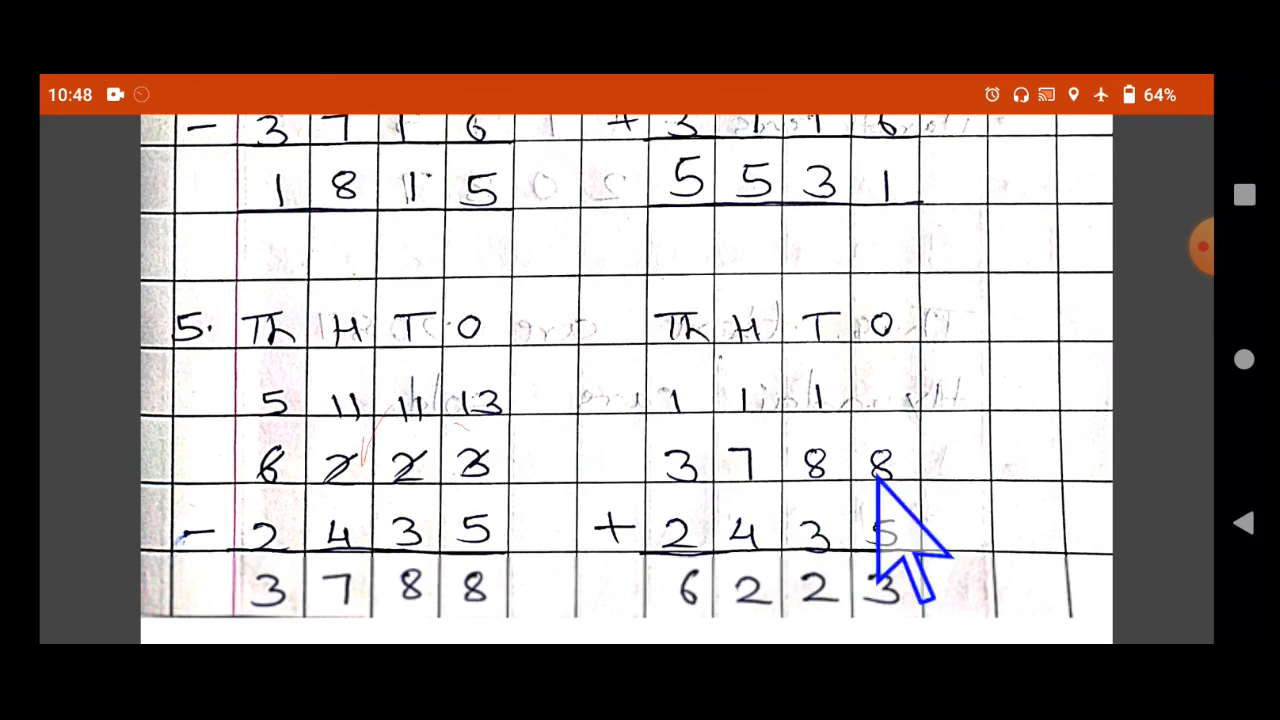 10:48 64%
- 3 7 1 6 + 3 7 1 6
1 8 1 5 5 5 3 1
5. Th H T O Th H T O
5 11 11 13 1 1 1
6 2 2 3 3 7 8 8
- 2 4 3 5 + 2 4 3 5
3 7 8 8 6 2 2 3